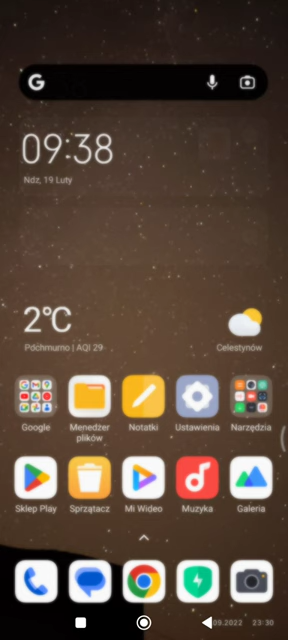 G
09:38
Ndz, 19 Luty
2°C
Pochmurno | AQI 29
Celestynów
Google
Menedżer
plików
Notatki
Ustawienia
Narzędzia
Sklep Play
Sprzątacz
Mi Wideo
Muzyka
Galeria
09.2022 23:30